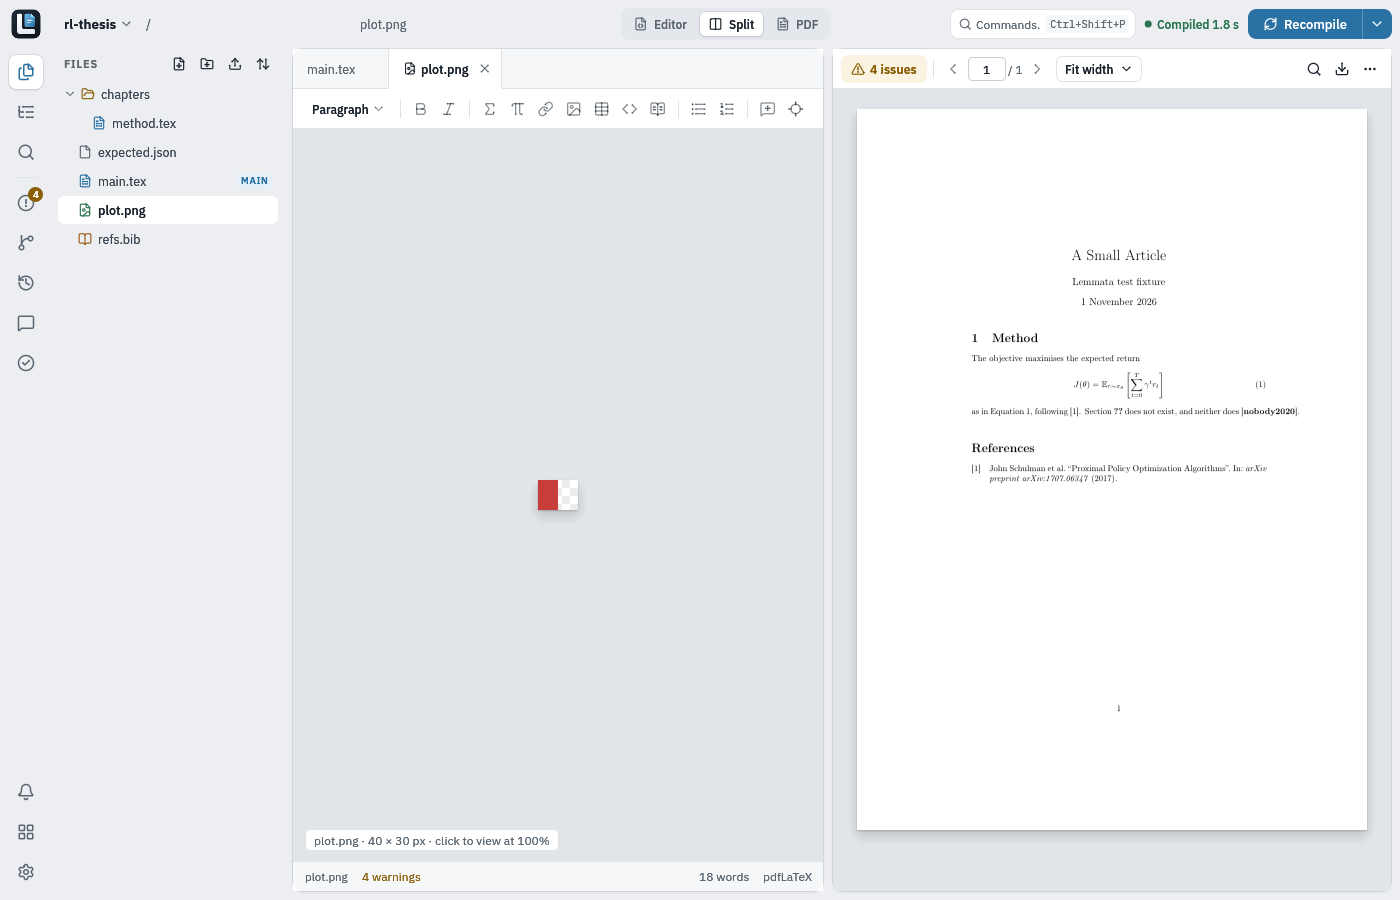 rl-thesis /
plot.png
Editor
Split
PDF
Commands. Ctrl+Shift+P
Compiled 1.8 s
Recompile
FILES
chapters
method.tex
expected.json
main.tex MAIN
plot.png
refs.bib
4
main.tex
plot.png
Paragraph
plot.png · 40 × 30 px · click to view at 100%
plot.png 4 warnings 18 words pdfLaTeX
4 issues
1 / 1
Fit width
A Small Article
Lemmata test fixture
1 November 2026
1 Method
The objective maximises the expected return
J(θ) = 𝔼τ∼πθ [∑t=0T γtrt] (1)
as in Equation 1, following [1]. Section ?? does not exist, and neither does [nobody2020].
References
[1] John Schulman et al. “Proximal Policy Optimization Algorithms”. In: arXiv
preprint arXiv:1707.06347 (2017).
1